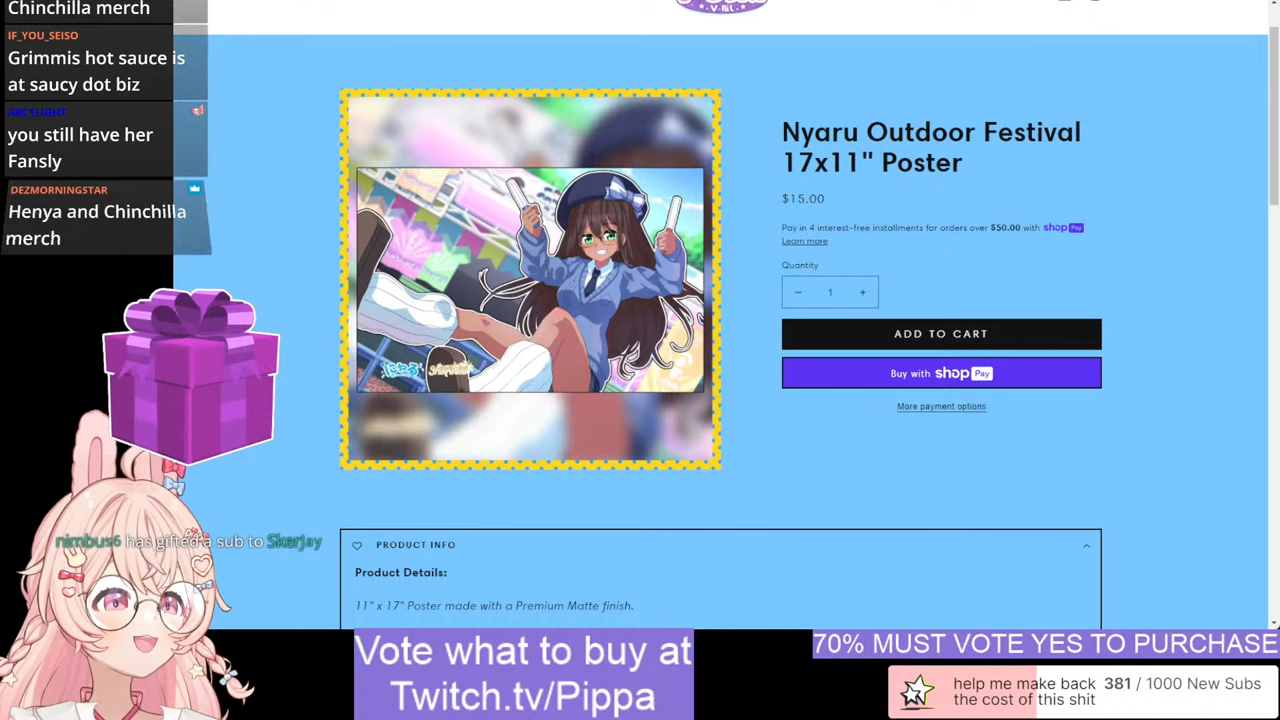 Chinchilla merch
IF_YOU_SEISO
Grimmis hot sauce is
at saucy dot biz
ARC1LIGHT
you still have her
Fansly
DEZMORNINGSTAR
Henya and Chinchilla
merch
nimbus6 has gifted a sub to Skerjay
Nyaru Outdoor Festival
17x11" Poster
$15.00
Pay in 4 interest-free installments for orders over $50.00 with shop Pay
Learn more
Quantity
− 1 +
ADD TO CART
Buy with shop Pay
More payment options
PRODUCT INFO
Product Details:
11" x 17" Poster made with a Premium Matte finish.
Vote what to buy at
Twitch.tv/Pippa
70% MUST VOTE YES TO PURCHASE
help me make back 381 / 1000 New Subs
the cost of this shit